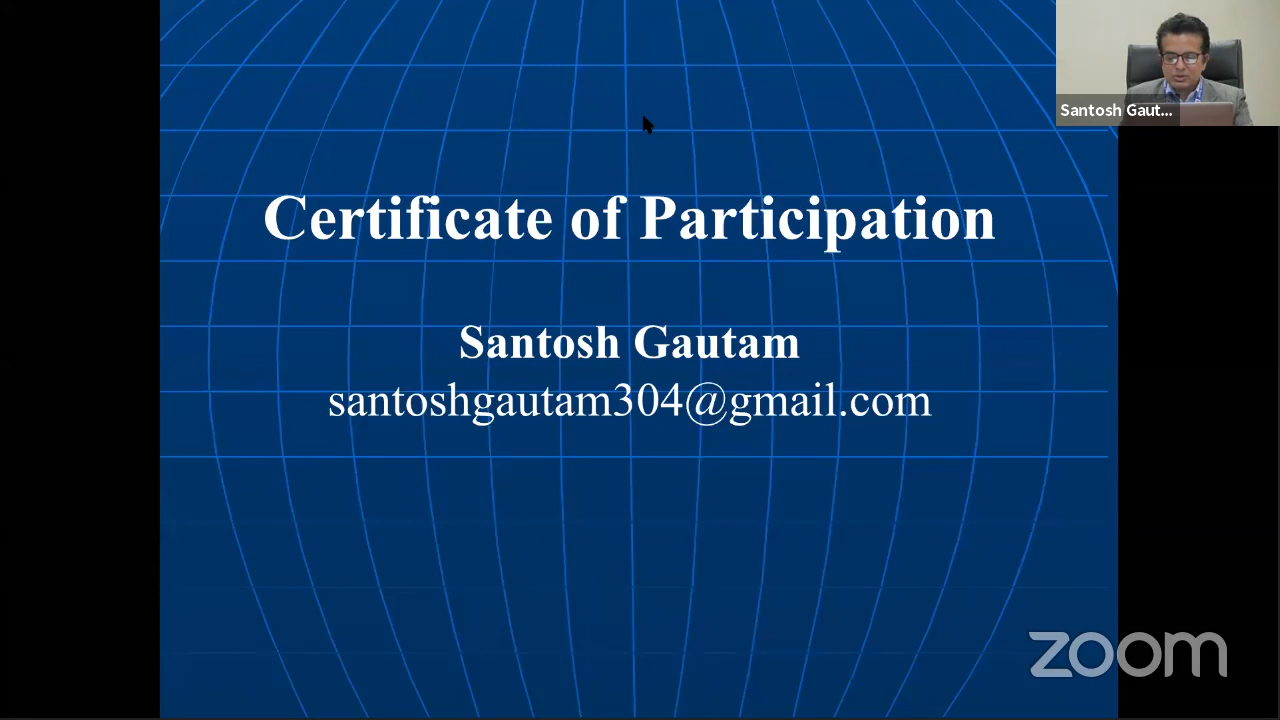 Santosh Gaut...
Certificate of Participation
Santosh Gautam
santoshgautam304@gmail.com
zoom